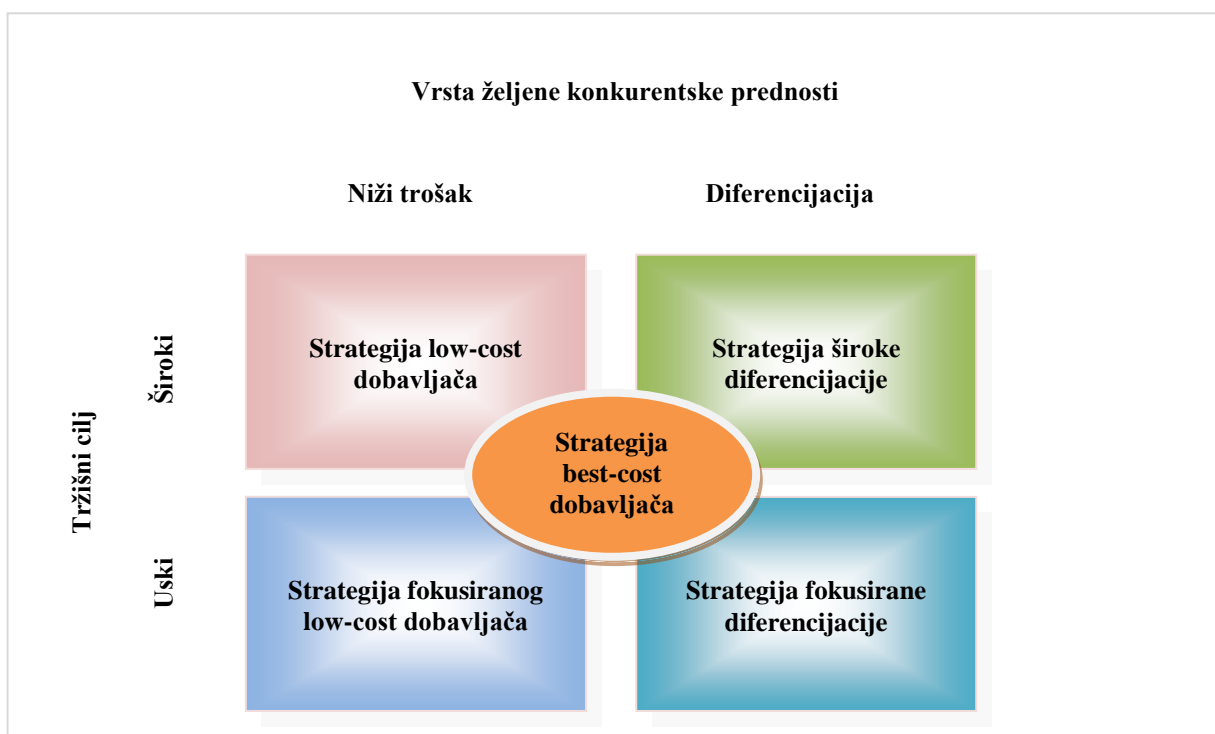 Vrsta željene konkurentske prednosti
Niži trošak
Diferencijacija
Tržišni cilj
Široki
Strategija low-cost
dobavljača
Strategija široke
diferencijacije
Strategija
best-cost
dobavljača
Uski
Strategija fokusiranog
low-cost dobavljača
Strategija fokusirane
diferencijacije